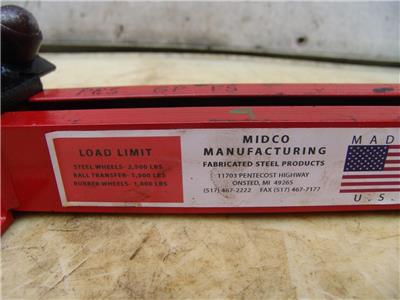 LOAD LIMIT
STEEL WHEELS- 2,500 LBS
BALL TRANSFER- 1,000 LBS
RUBBER WHEELS- 1,000 LBS
MIDCO
MANUFACTURING
FABRICATED STEEL PRODUCTS
11703 PENTECOST HIGHWAY
ONSTED, MI 49265
(517) 467-2222 FAX (517) 467-7177
MAD
U.S.